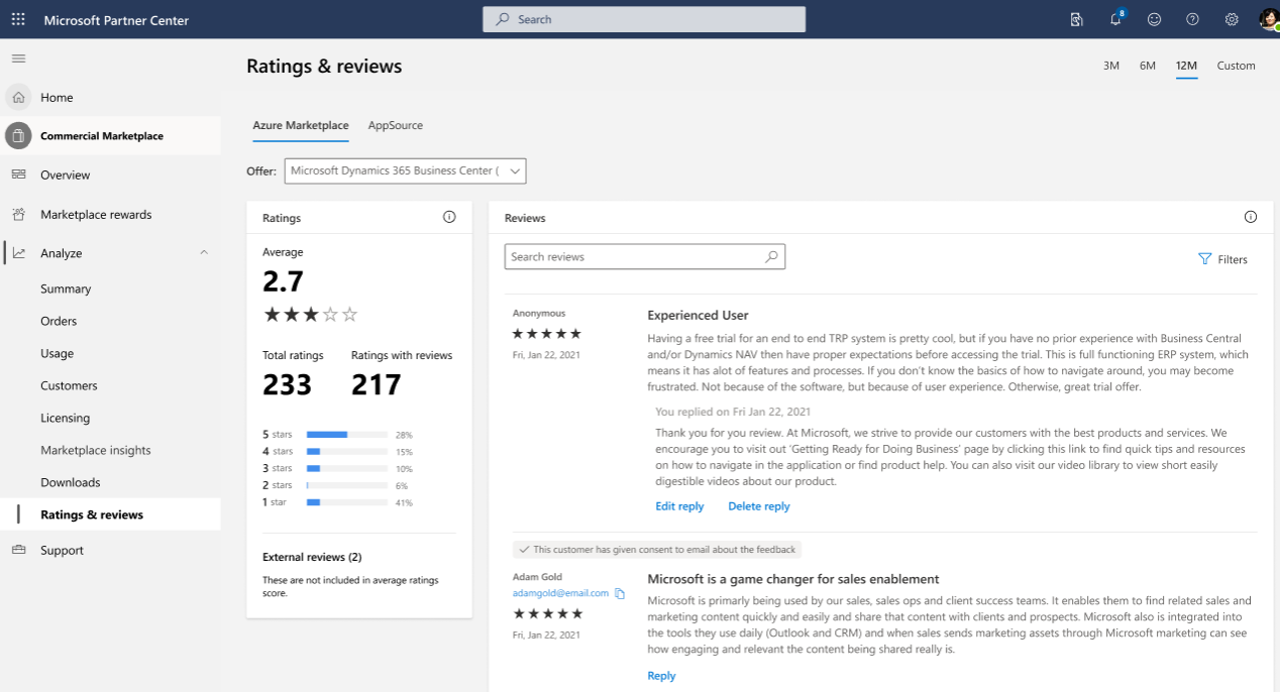 Microsoft Partner Center
Search
8
Home
Commercial Marketplace
Overview
Marketplace rewards
Analyze
Summary
Orders
Usage
Customers
Licensing
Marketplace insights
Downloads
Ratings & reviews
Support
Ratings & reviews
3M 6M 12M Custom
Azure Marketplace AppSource
Offer: Microsoft Dynamics 365 Business Center (
Ratings
Average
2.7
Total ratings Ratings with reviews
233 217
5 stars 28%
4 stars 15%
3 stars 10%
2 stars 6%
1 star 41%
External reviews (2)
These are not included in average ratings
score.
Reviews
Search reviews
Filters
Anonymous
Fri, Jan 22, 2021
Experienced User
Having a free trial for an end to end TRP system is pretty cool, but if you have no prior experience with Business Central
and/or Dynamics NAV then have proper expectations before accessing the trial. This is full functioning ERP system, which
means it has alot of features and processes. If you don't know the basics of how to navigate around, you may become
frustrated. Not because of the software, but because of user experience. Otherwise, great trial offer.
You replied on Fri Jan 22, 2021
Thank you for you review. At Microsoft, we strive to provide our customers with the best products and services. We
encourage you to visit out 'Getting Ready for Doing Business' page by clicking this link to find quick tips and resources
on how to navigate in the application or find product help. You can also visit our video library to view short easily
digestible videos about our product.
Edit reply Delete reply
This customer has given consent to email about the feedback
Adam Gold
adamgold@email.com
Fri, Jan 22, 2021
Microsoft is a game changer for sales enablement
Microsoft is primarly being used by our sales, sales ops and client success teams. It enables them to find related sales and
marketing content quickly and easily and share that content with clients and prospects. Microsoft also is integrated into
the tools they use daily (Outlook and CRM) and when sales sends marketing assets through Microsoft marketing can see
how engaging and relevant the content being shared really is.
Reply